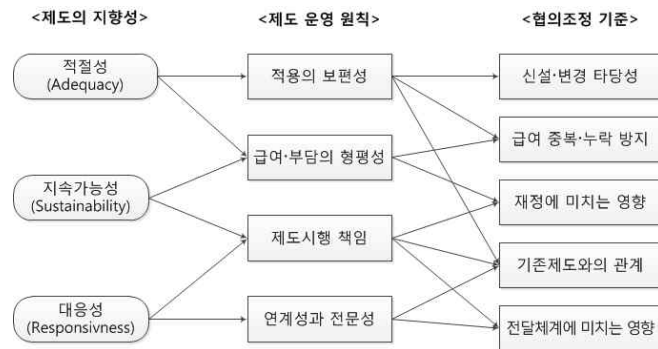 <제도의 지향성>
<제도 운영 원칙>
<협의조정 기준>
적절성
(Adequacy)
적용의 보편성
신설·변경 타당성
급여·부담의 형평성
급여 중복·누락 방지
지속가능성
(Sustainability)
재정에 미치는 영향
제도시행 책임
기존제도와의 관계
대응성
(Responsivness)
연계성과 전문성
전달체계에 미치는 영향